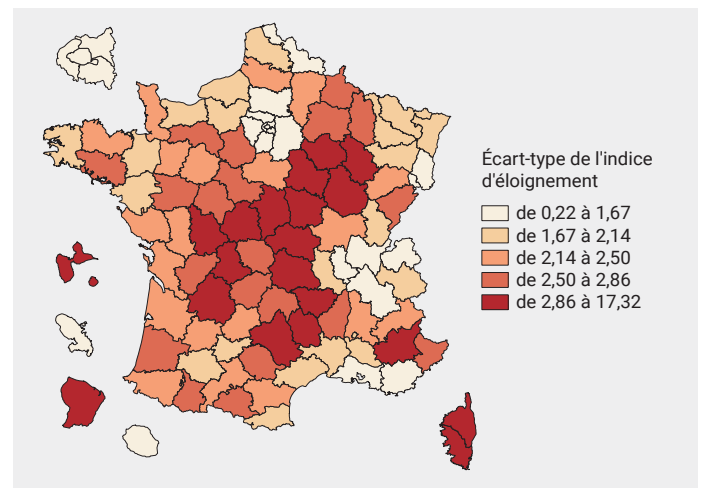 Écart-type de l'indice
d'éloignement
de 0,22 à 1,67
de 1,67 à 2,14
de 2,14 à 2,50
de 2,50 à 2,86
de 2,86 à 17,32